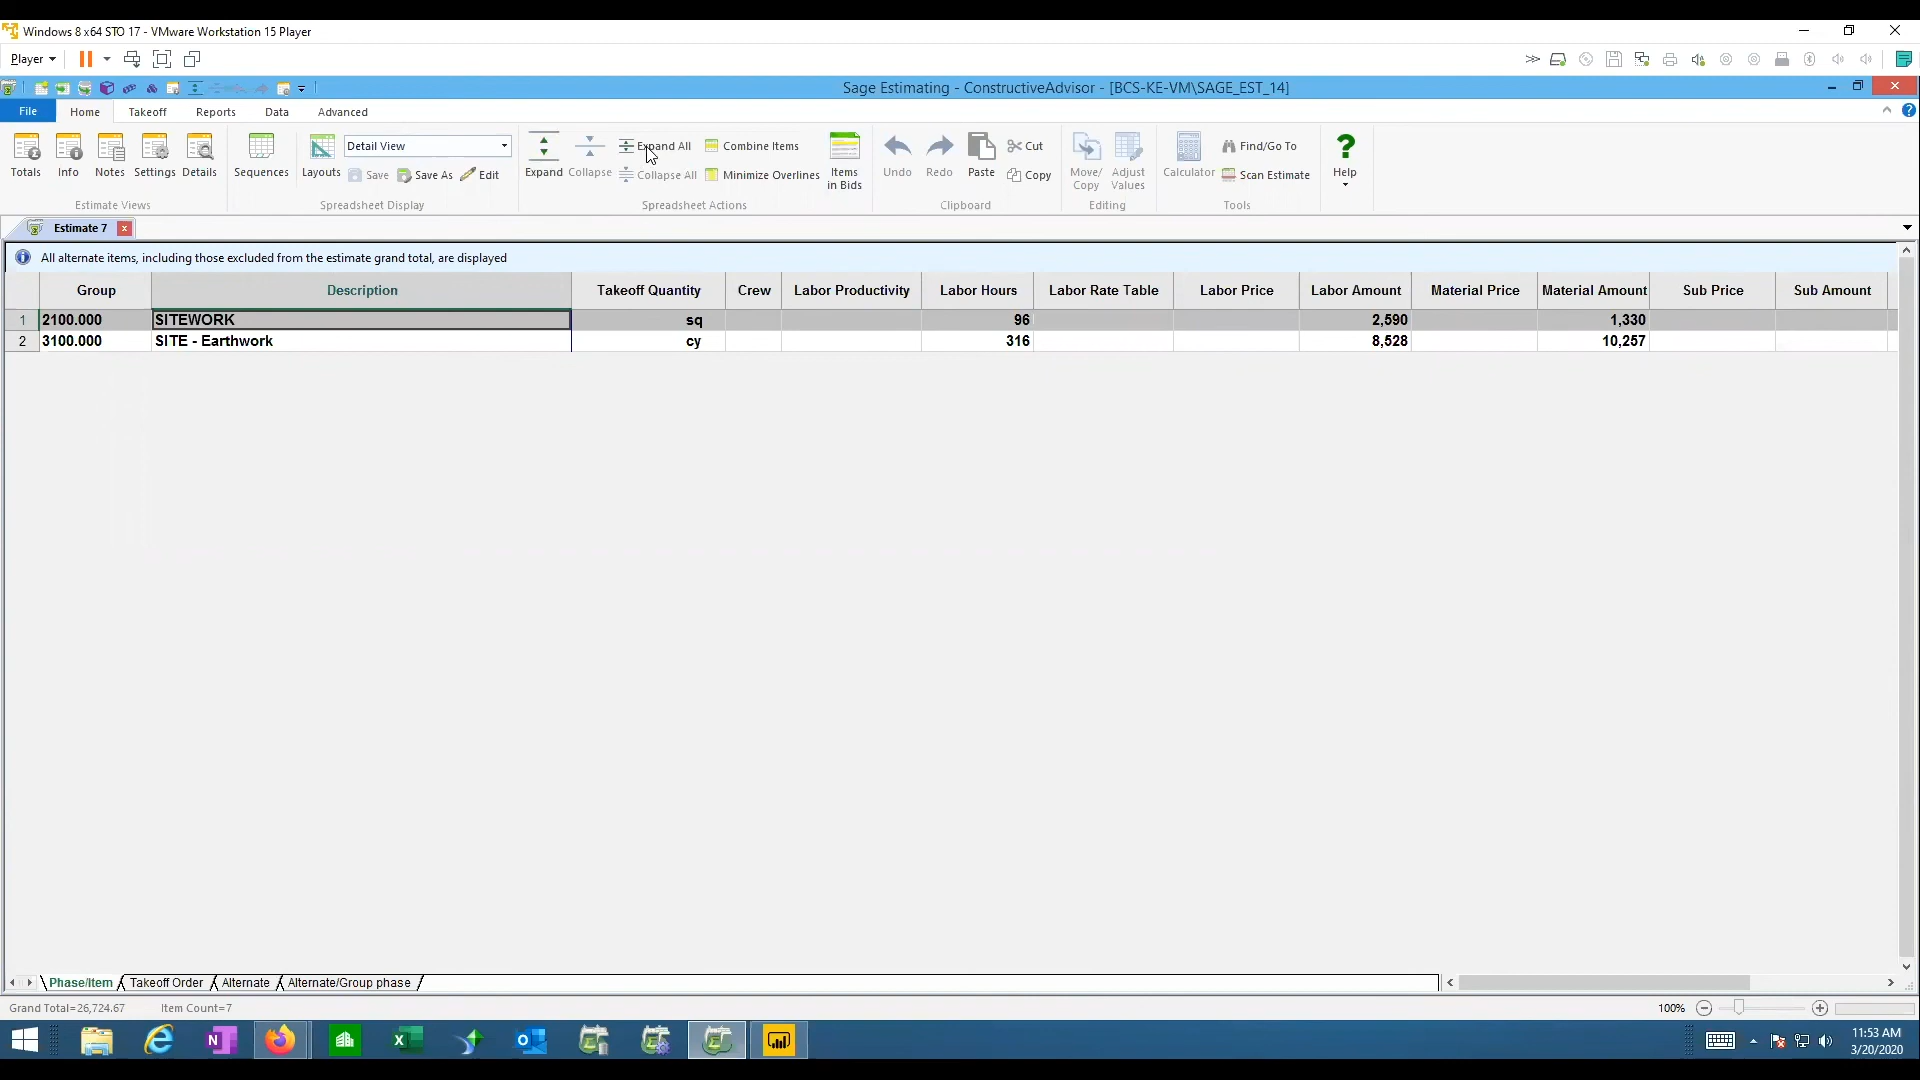 Windows 8 x64 STO 17 - VMware Workstation 15 Player
Player
Sage Estimating - ConstructiveAdvisor - [BCS-KE-VM\SAGE_EST_14]
File Home Takeoff Reports Data Advanced
Totals Info Notes Settings Details Sequences Layouts
Detail View
Save Save As Edit
Expand Collapse Expand All Combine Items
Collapse All Minimize Overlines
Items in Bids
Undo Redo Paste Cut
Copy
Move/Copy Adjust Values Calculator Find/Go To
Scan Estimate
Help
Estimate Views Spreadsheet Display Spreadsheet Actions Clipboard Editing Tools
Estimate 7
All alternate items, including those excluded from the estimate grand total, are displayed
Group Description Takeoff Quantity Crew Labor Productivity Labor Hours Labor Rate Table Labor Price Labor Amount Material Price Material Amount Sub Price Sub Amount
1 2100.000 SITEWORK sq 96 2,590 1,330
2 3100.000 SITE - Earthwork cy 316 8,528 10,257
Phase/Item Takeoff Order Alternate Alternate/Group phase
Grand Total=26,724.67 Item Count=7 100%
11:53 AM
3/20/2020